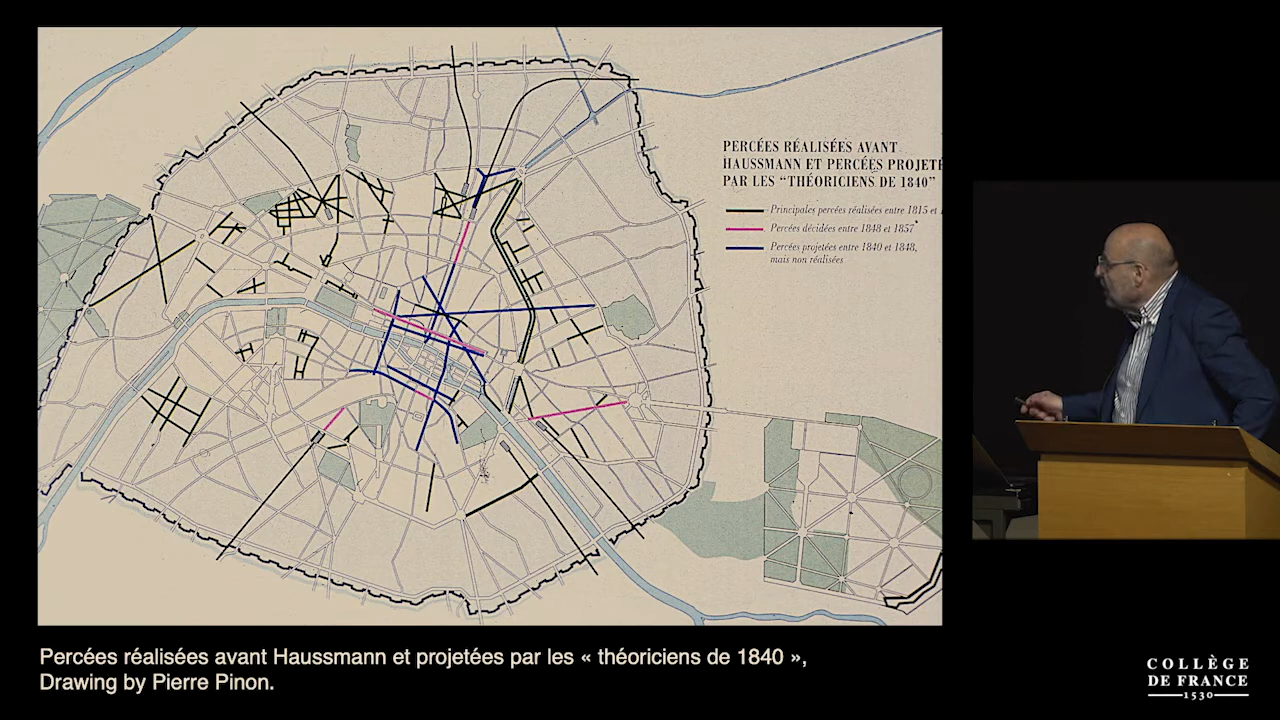 PERCÉES RÉALISÉES AVANT
HAUSSMANN ET PERCÉES PROJETÉ
PAR LES “THÉORICIENS DE 1840”
Principales percées réalisées entre 1815 et
Percées décidées entre 1848 et 1857
Percées projetées entre 1840 et 1848,
mais non réalisées
Percées réalisées avant Haussmann et projetées par les « théoriciens de 1840 »,
Drawing by Pierre Pinon.
COLLÈGE
DE FRANCE
1530